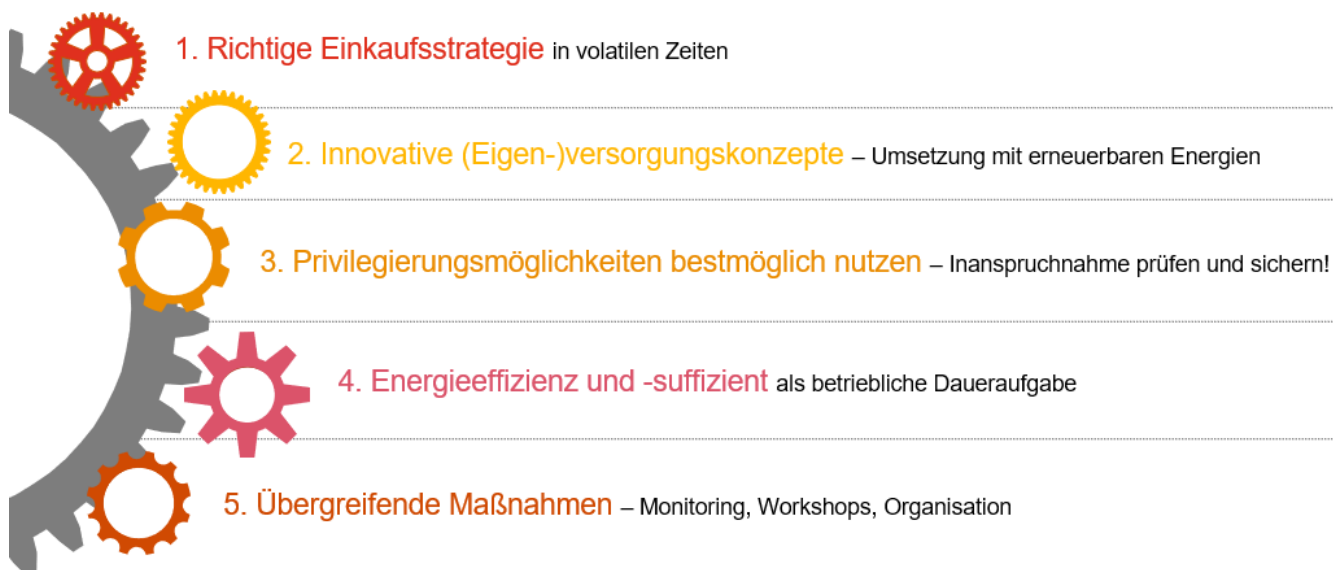 1. Richtige Einkaufsstrategie in volatilen Zeiten
2. Innovative (Eigen-)versorgungskonzepte – Umsetzung mit erneuerbaren Energien
3. Privilegierungsmöglichkeiten bestmöglich nutzen – Inanspruchnahme prüfen und sichern!
4. Energieeffizienz und -suffizient als betriebliche Daueraufgabe
5. Übergreifende Maßnahmen – Monitoring, Workshops, Organisation